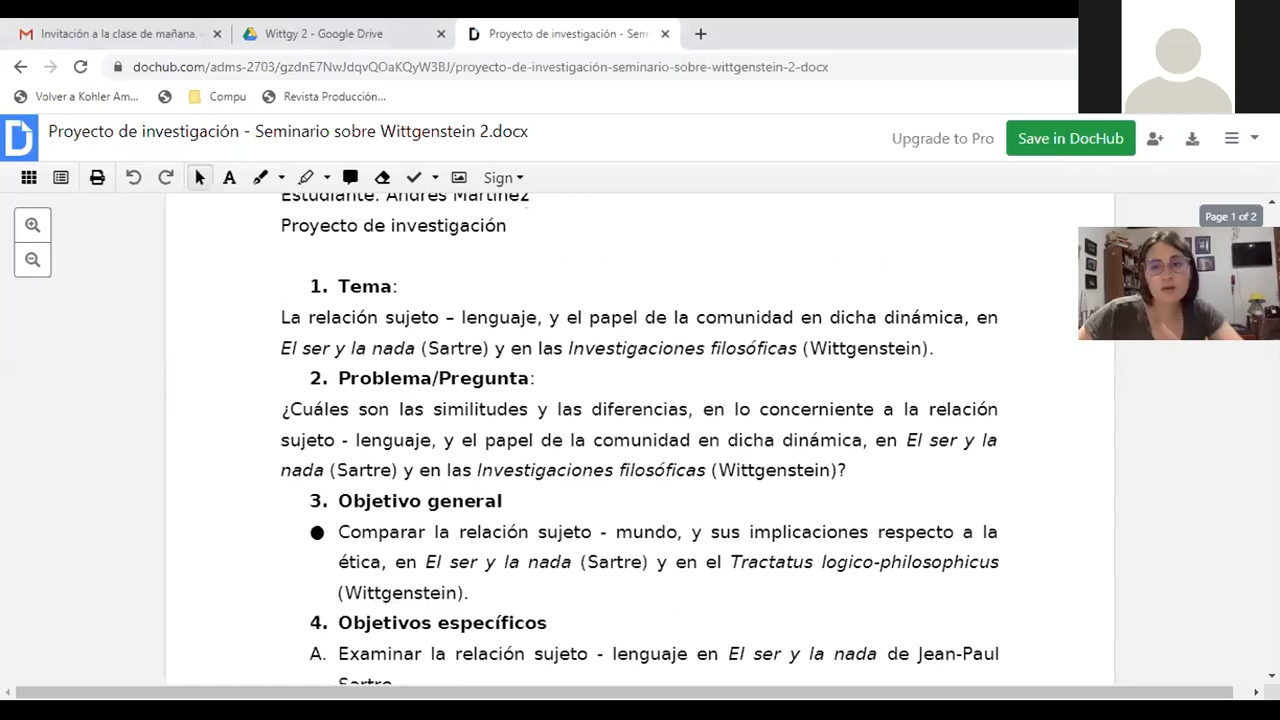 Invitación a la clase de mañana,
Wittgy 2 - Google Drive
Proyecto de investigación - Sem
dochub.com/adms-2703/gzdnE7NwJdqvQOaKQyW3BJ/proyecto-de-investigación-seminario-sobre-wittgenstein-2-docx
Volver a Kohler Am...
Compu
Revista Producción...
Proyecto de investigación - Seminario sobre Wittgenstein 2.docx
Upgrade to Pro
Save in DocHub
Sign
Page 1 of 2
Estudiante: Andrés Martínez
Proyecto de investigación
1. Tema:
La relación sujeto – lenguaje, y el papel de la comunidad en dicha dinámica, en
El ser y la nada (Sartre) y en las Investigaciones filosóficas (Wittgenstein).
2. Problema/Pregunta:
¿Cuáles son las similitudes y las diferencias, en lo concerniente a la relación
sujeto - lenguaje, y el papel de la comunidad en dicha dinámica, en El ser y la
nada (Sartre) y en las Investigaciones filosóficas (Wittgenstein)?
3. Objetivo general
● Comparar la relación sujeto - mundo, y sus implicaciones respecto a la
ética, en El ser y la nada (Sartre) y en el Tractatus logico-philosophicus
(Wittgenstein).
4. Objetivos específicos
A. Examinar la relación sujeto - lenguaje en El ser y la nada de Jean-Paul
Sartre